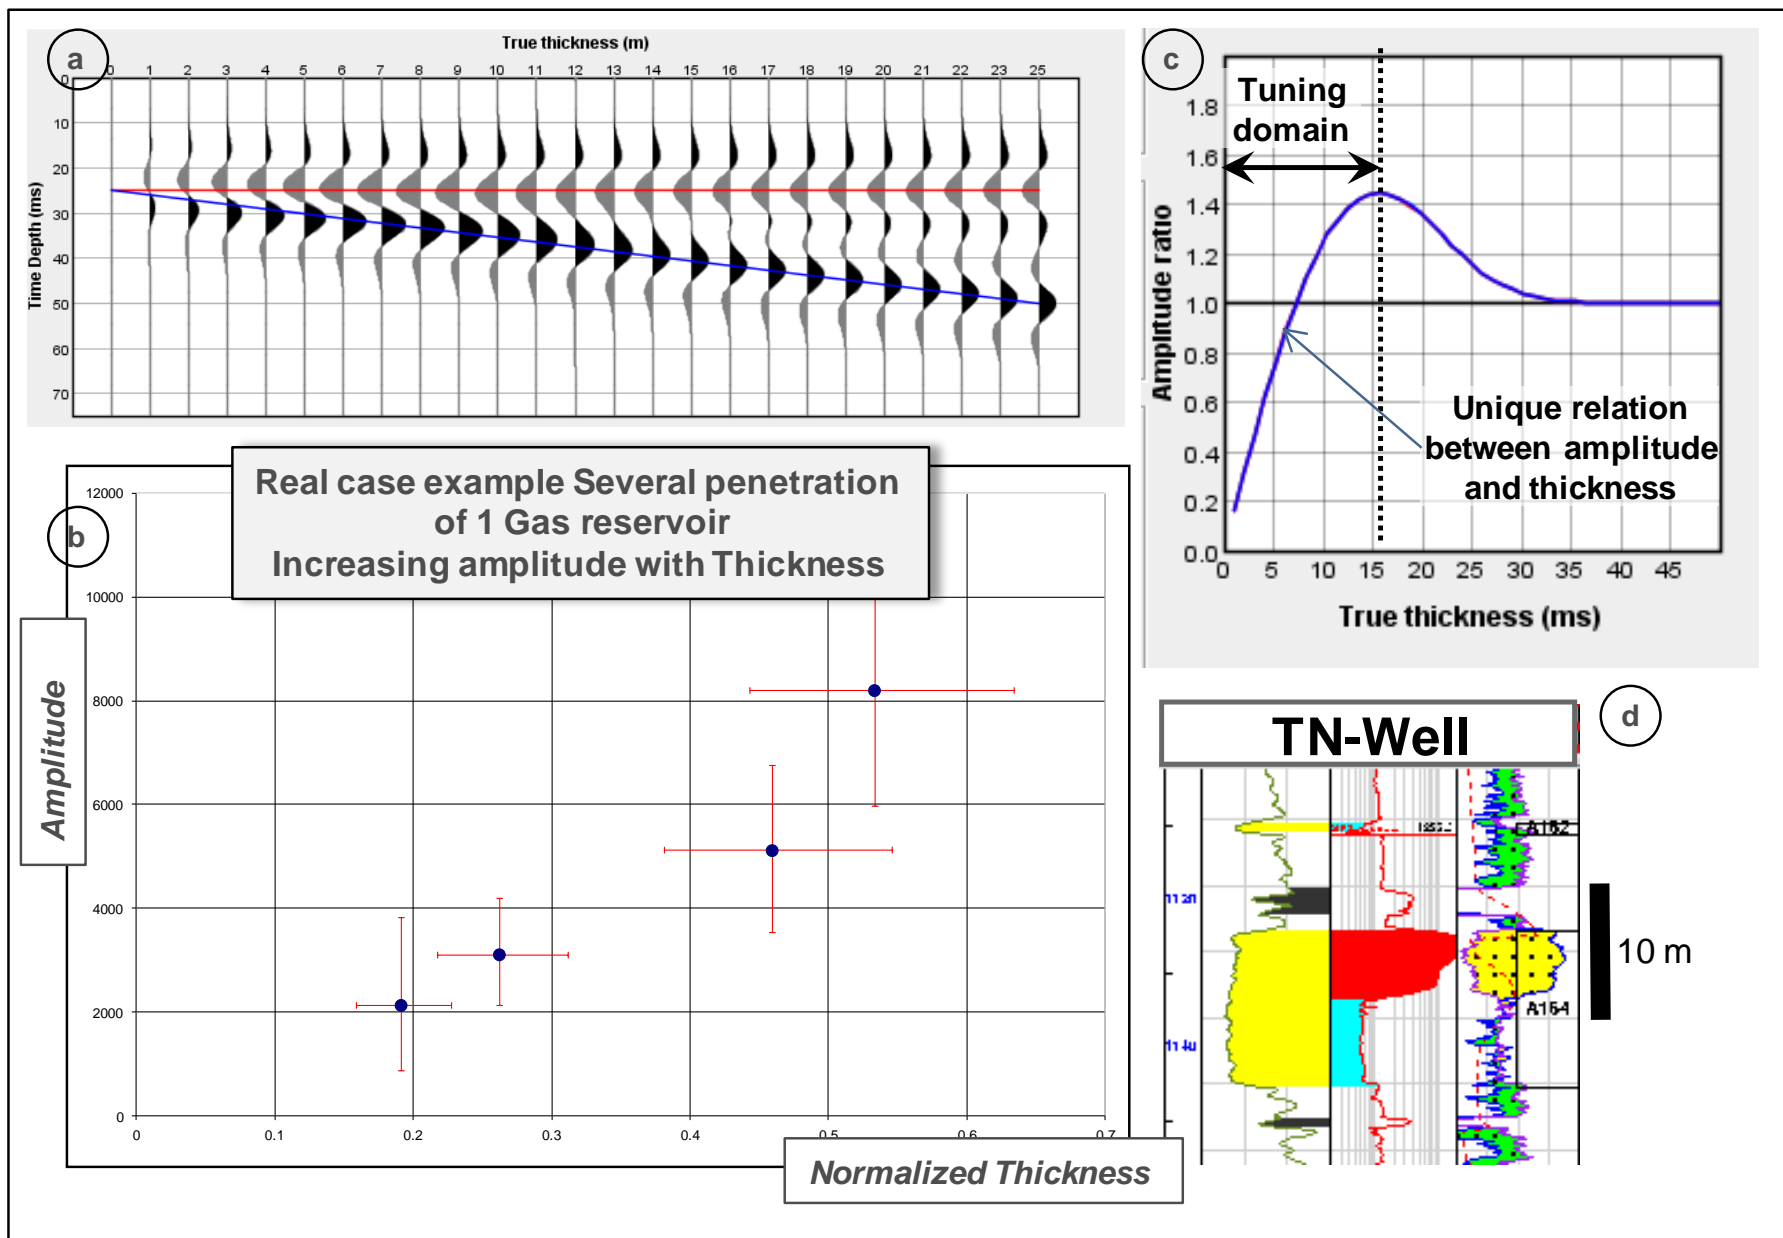 a
True thickness (m)
0 1 2 3 4 5 6 7 8 9 10 11 12 13 14 15 16 17 19 20 21 22 23 25
Time Depth (ms)
0
10
20
30
40
50
60
70
b
Real case example Several penetration
of 1 Gas reservoir
Increasing amplitude with Thickness
Amplitude
12000
10000
8000
6000
4000
2000
0
0 0.1 0.2 0.3 0.4 0.5 0.6 0.7
Normalized Thickness
c
Tuning
domain
Amplitude ratio
1.8
1.6
1.4
1.2
1.0
0.8
0.6
0.4
0.2
0.0
Unique relation
between amplitude
and thickness
0 5 10 15 20 25 30 35 40 45
True thickness (ms)
d
TN-Well
A162
A164
10 m